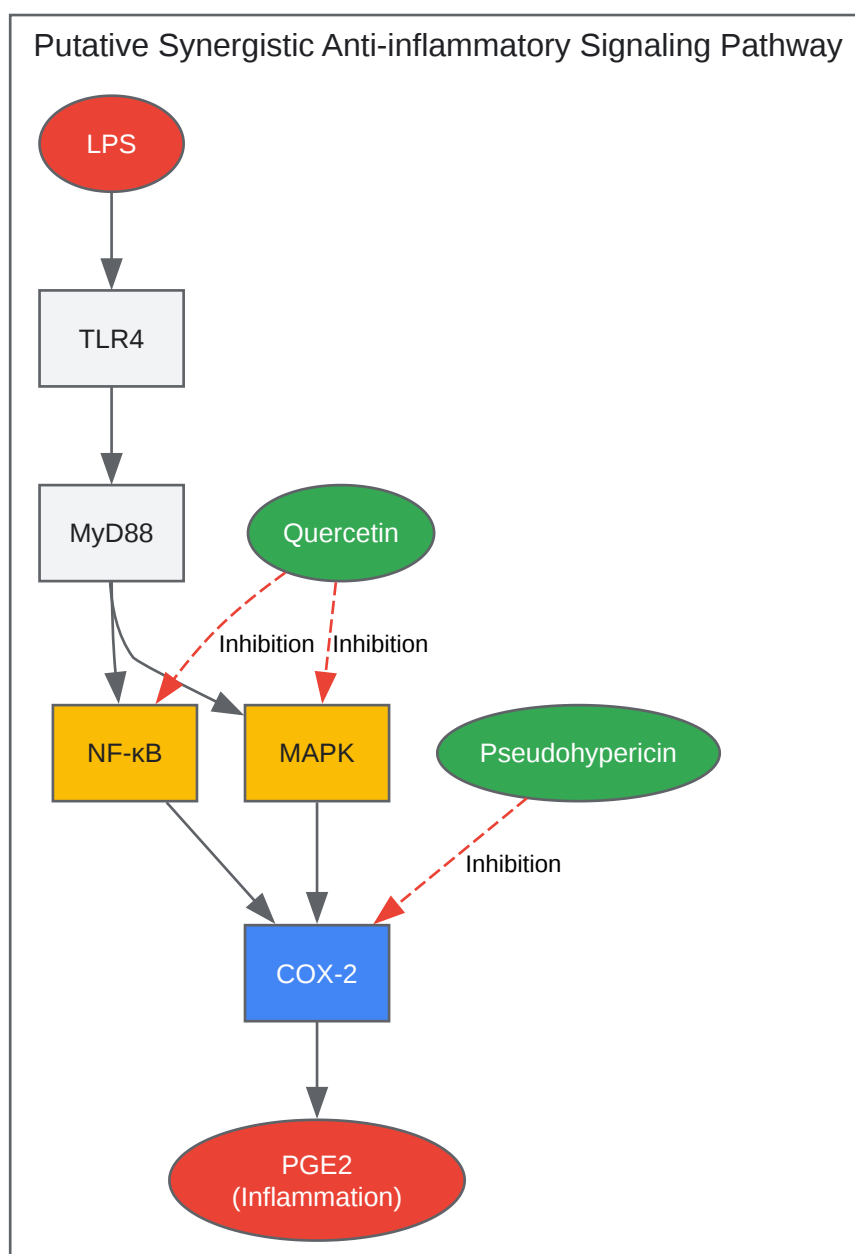 Putative Synergistic Anti-inflammatory Signaling Pathway
LPS
TLR4
MyD88
Quercetin
Inhibition
Inhibition
NF-κB
MAPK
Pseudohypericin
Inhibition
COX-2
PGE2
(Inflammation)